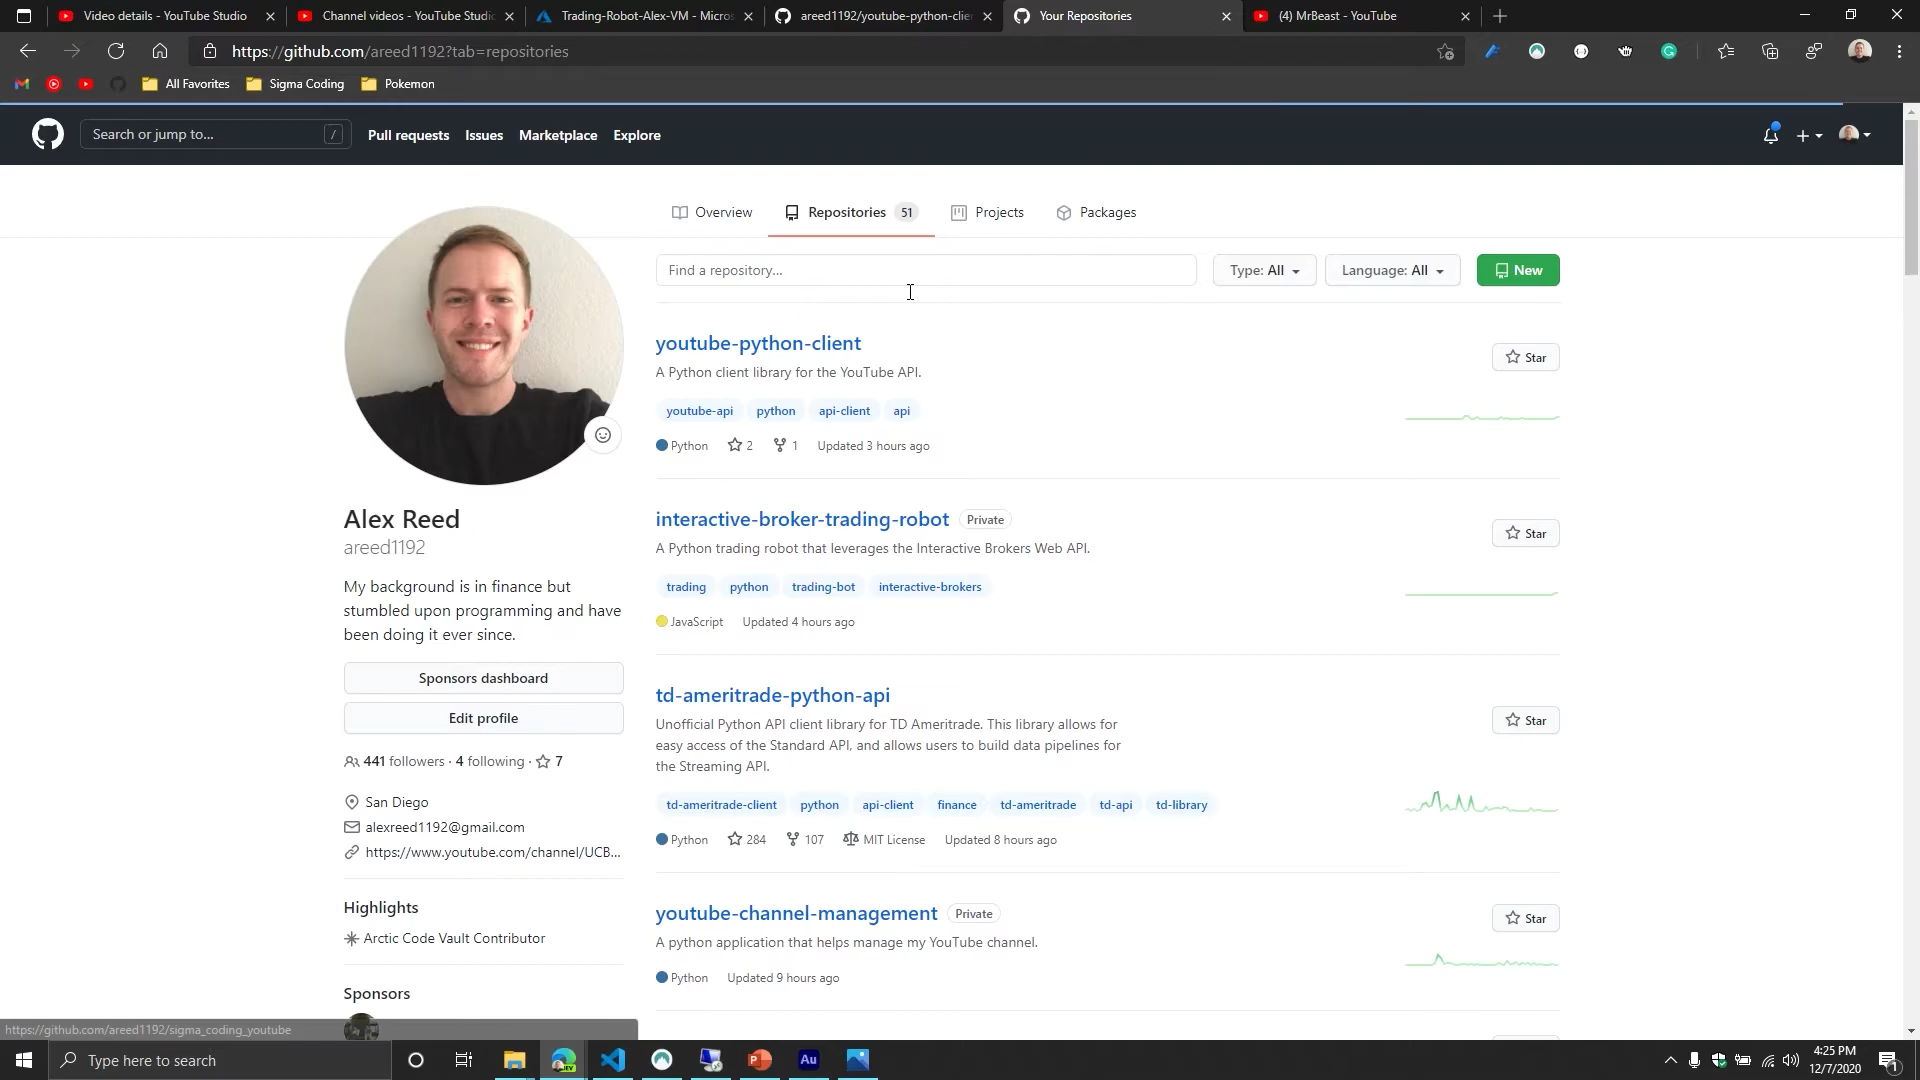 Video details - YouTube Studio
Channel videos - YouTube Studio
Trading-Robot-Alex-VM - Micros
areed1192/youtube-python-clie
Your Repositories
(4) MrBeast - YouTube
https://github.com/areed1192?tab=repositories
All Favorites
Sigma Coding
Pokemon
Search or jump to...
/
Pull requests
Issues
Marketplace
Explore
Overview
Repositories 51
Projects
Packages
Find a repository...
Type: All
Language: All
New
youtube-python-client
Star
A Python client library for the YouTube API.
youtube-api python api-client api
Python 2 1 Updated 3 hours ago
interactive-broker-trading-robot Private
Star
A Python trading robot that leverages the Interactive Brokers Web API.
trading python trading-bot interactive-brokers
JavaScript Updated 4 hours ago
td-ameritrade-python-api
Star
Unofficial Python API client library for TD Ameritrade. This library allows for
easy access of the Standard API, and allows users to build data pipelines for
the Streaming API.
td-ameritrade-client python api-client finance td-ameritrade td-api td-library
Python 284 107 MIT License Updated 8 hours ago
youtube-channel-management Private
Star
A python application that helps manage my YouTube channel.
Python Updated 9 hours ago
Alex Reed
areed1192
My background is in finance but
stumbled upon programming and have
been doing it ever since.
Sponsors dashboard
Edit profile
441 followers · 4 following · 7
San Diego
alexreed1192@gmail.com
https://www.youtube.com/channel/UCB...
Highlights
Arctic Code Vault Contributor
Sponsors
https://github.com/areed1192/sigma_coding_youtube
Type here to search
Au
4:25 PM
12/7/2020
1